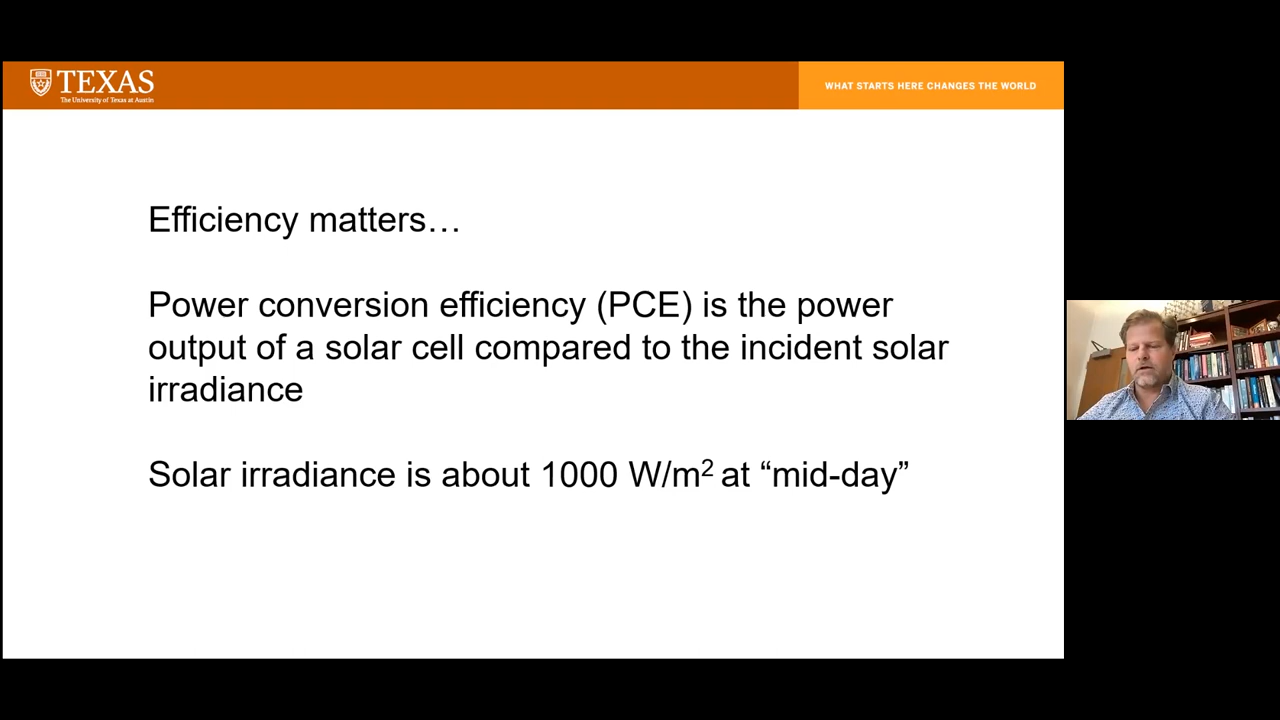 TEXAS
The University of Texas at Austin
WHAT STARTS HERE CHANGES THE WORLD
Efficiency matters…
Power conversion efficiency (PCE) is the power
output of a solar cell compared to the incident solar
irradiance
Solar irradiance is about 1000 W/m² at “mid-day”